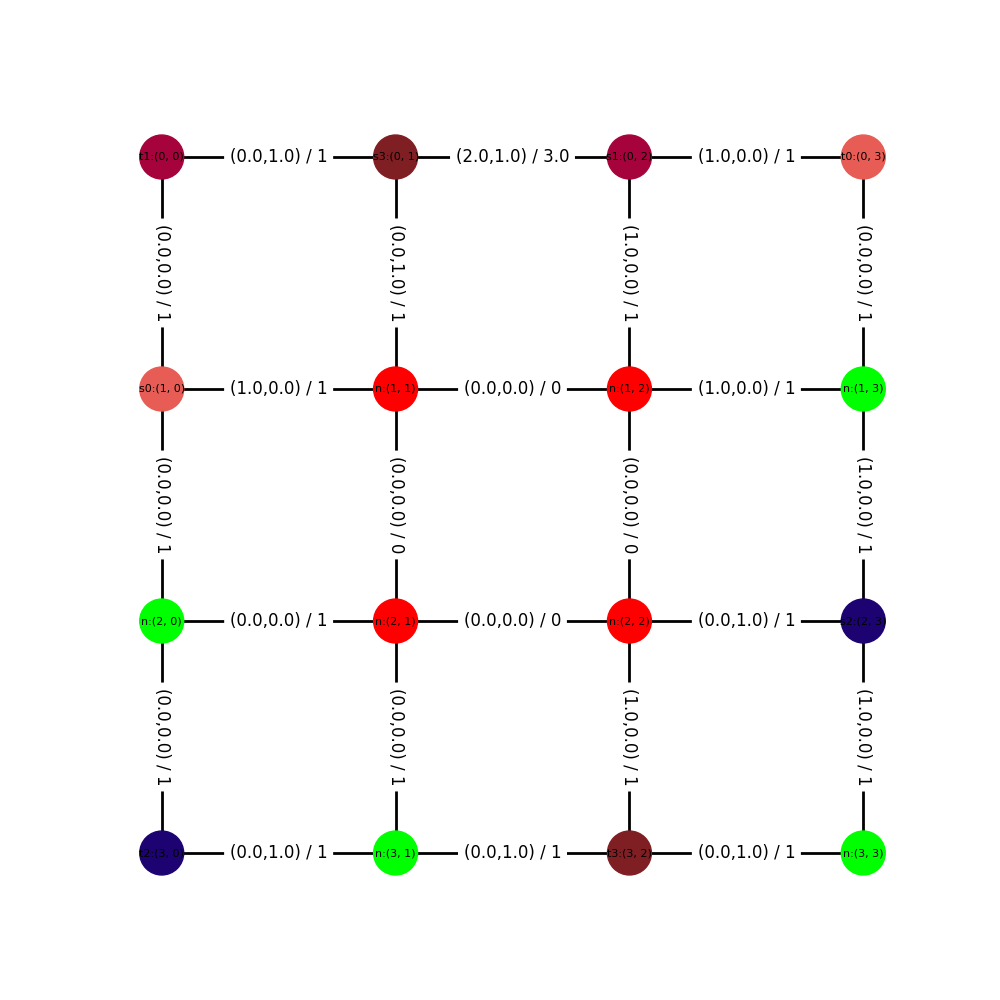 t1:(0, 0) (0.0,1.0) / 1 s3:(0, 1) (2.0,1.0) / 3.0 s1:(0, 2) (1.0,0.0) / 1 t0:(0, 3)
(0.0,0.0) / 1 (0.0,1.0) / 1 (1.0,0.0) / 1 (0.0,0.0) / 1
s0:(1, 0) (1.0,0.0) / 1 n:(1, 1) (0.0,0.0) / 0 n:(1, 2) (1.0,0.0) / 1 n:(1, 3)
(0.0,0.0) / 1 (0.0,0.0) / 0 (0.0,0.0) / 0 (1.0,0.0) / 1
n:(2, 0) (0.0,0.0) / 1 n:(2, 1) (0.0,0.0) / 0 n:(2, 2) (0.0,1.0) / 1 s2:(2, 3)
(0.0,0.0) / 1 (0.0,0.0) / 1 (1.0,0.0) / 1 (1.0,0.0) / 1
t2:(3, 0) (0.0,1.0) / 1 n:(3, 1) (0.0,1.0) / 1 t3:(3, 2) (0.0,1.0) / 1 n:(3, 3)